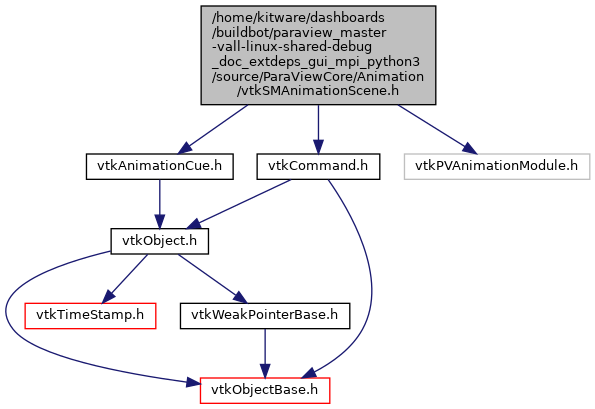 /home/kitware/dashboards
/buildbot/paraview_master
-vall-linux-shared-debug
_doc_extdeps_gui_mpi_python3
/source/ParaViewCore/Animation
/vtkSMAnimationScene.h
vtkAnimationCue.h
vtkCommand.h
vtkPVAnimationModule.h
vtkObject.h
vtkTimeStamp.h
vtkWeakPointerBase.h
vtkObjectBase.h